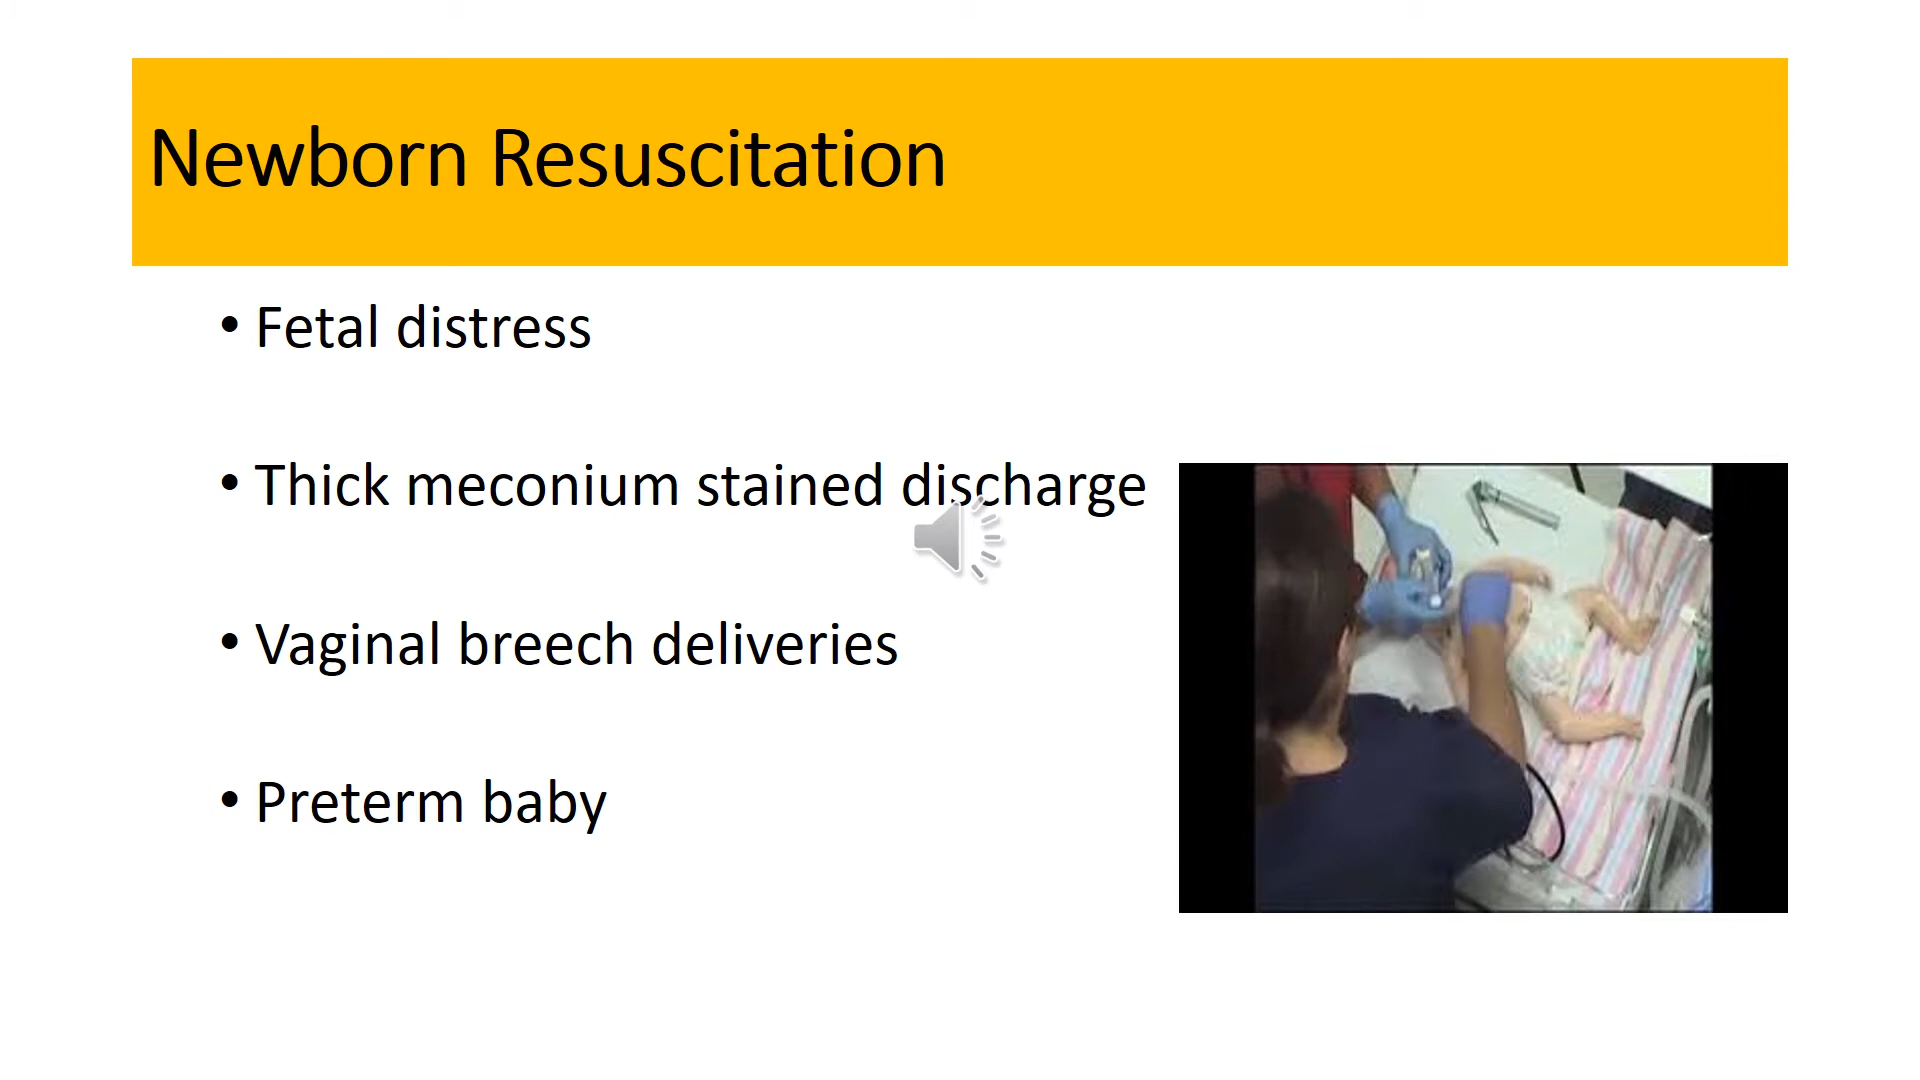 Newborn Resuscitation
• Fetal distress
• Thick meconium stained discharge
• Vaginal breech deliveries
• Preterm baby